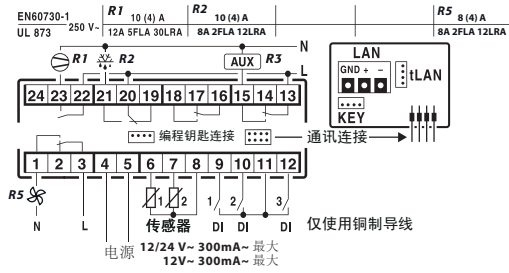 EN60730-1 R1 10 (4) A R2 10 (4) A R5 8 (4) A
UL 873 250 V~ 12A 5FLA 30LRA 8A 2FLA 12LRA 8A 2FLA 12LRA
N
R1 R2 AUX R3
L
LAN
GND + −
tLAN
KEY
24 23 22 21 20 19 18 17 16 15 14 13
编程钥匙连接 通讯连接
1 2 3 4 5 6 7 8 9 10 11 12
R5 1 2 1 2 3
N L 传感器 DI DI DI 仅使用铜制导线
电源 12/24 V~ 300mA~ 最大
12V~ 300mA~ 最大